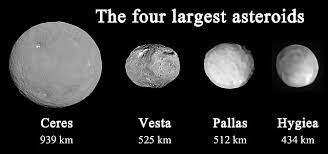 The four largest asteroids
Ceres Vesta Pallas Hygiea
939 km 525 km 512 km 434 km